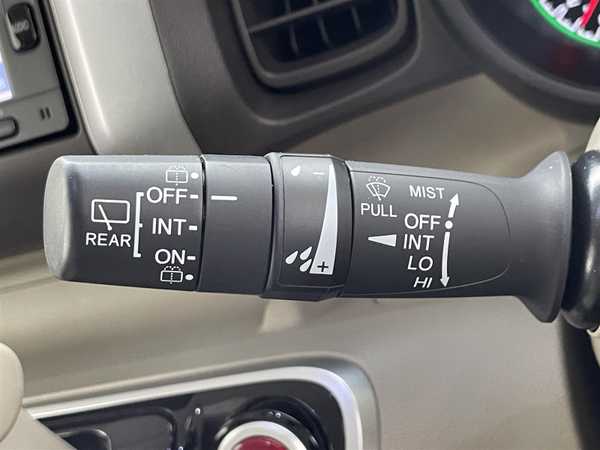 REAR
OFF
INT
ON
-
+
PULL
MIST
OFF
INT
LO
HI